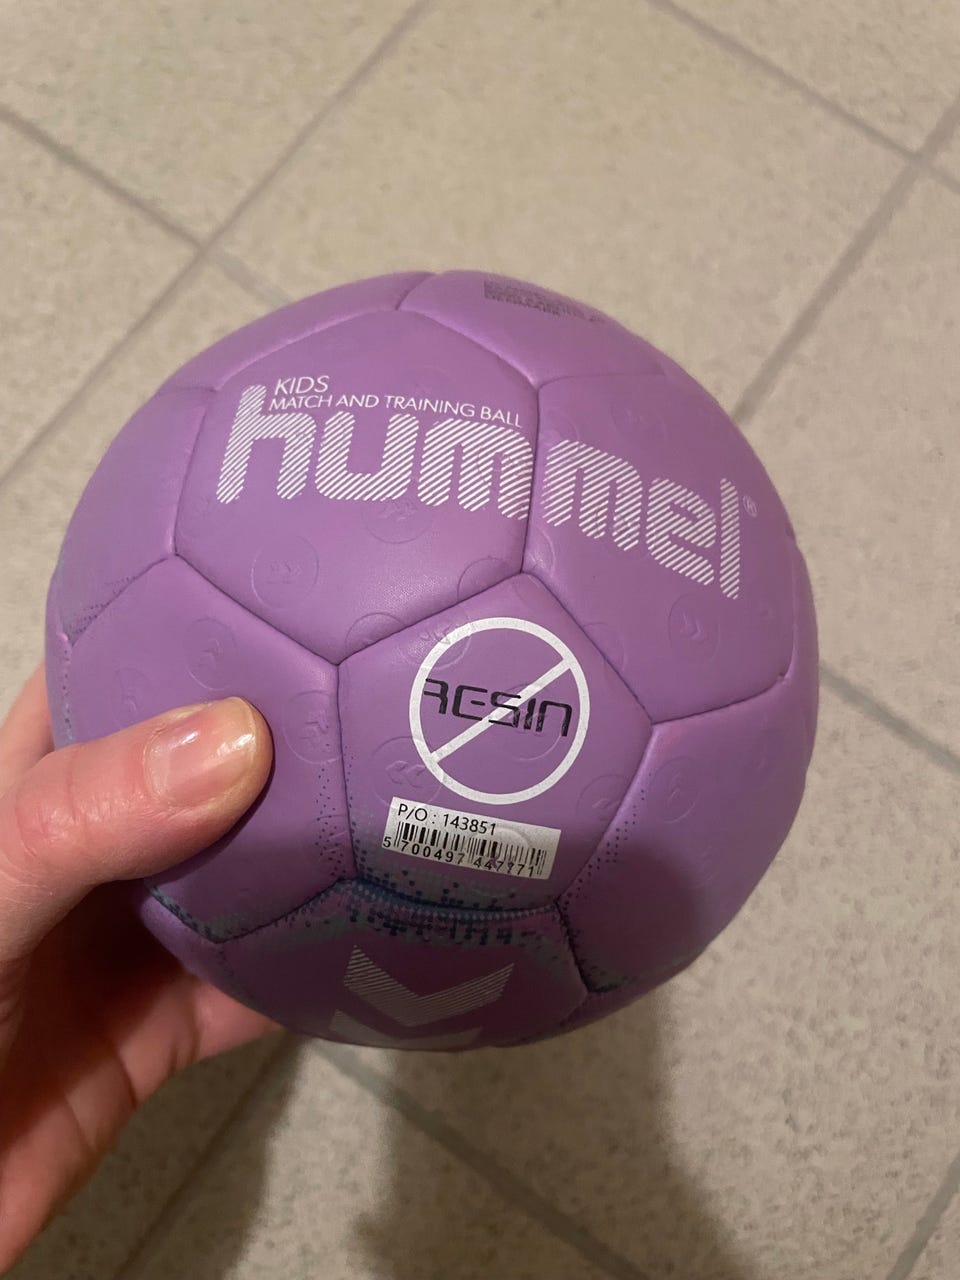 KIDS
MATCH AND TRAINING BALL
hummel®
RESIN
P/O : 143851
5 700497 447771